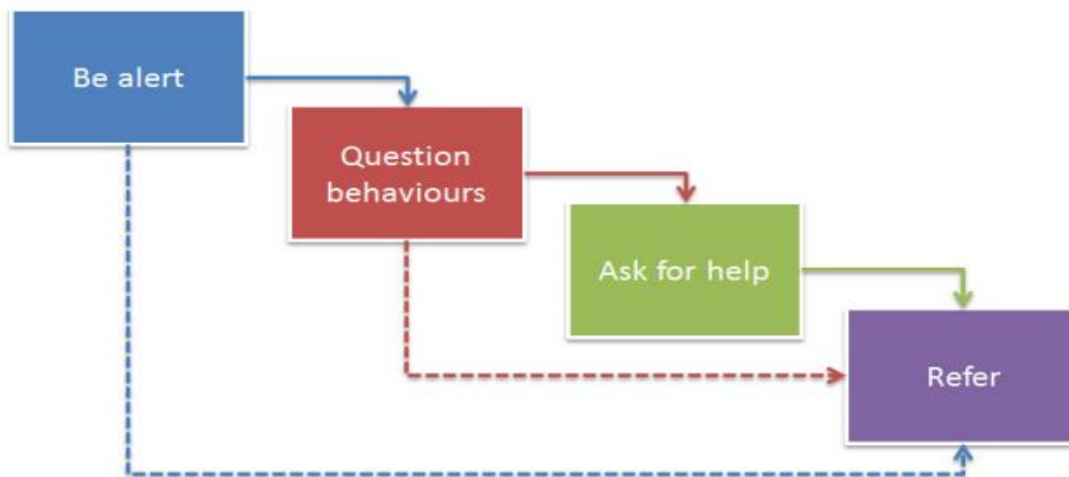 Be alert
Question
behaviours
Ask for help
Refer